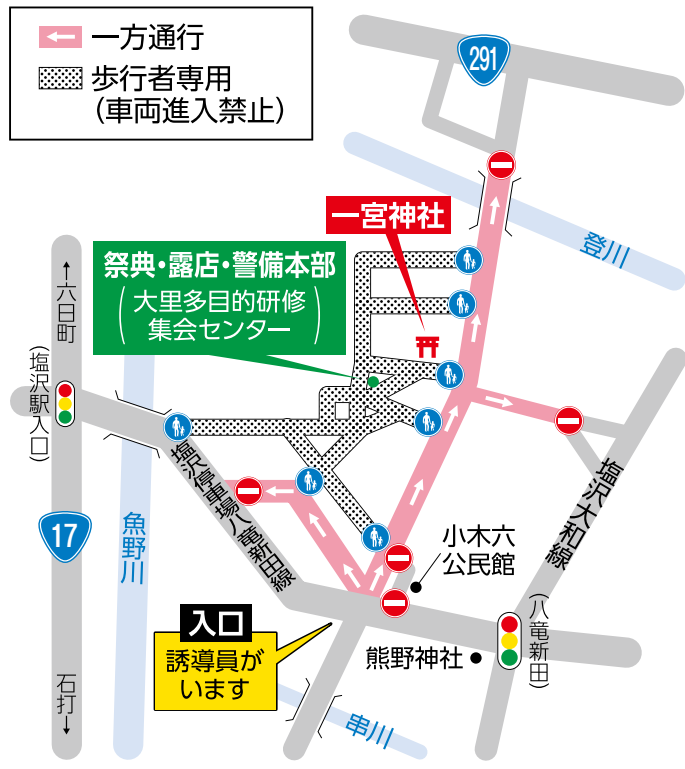 一方通行
歩行者専用
（車両進入禁止）
291
一宮神社
登川
祭典・露店・警備本部
（大里多目的研修
集会センター）
↑六日町
（塩沢駅入口）
塩沢停車場八竜新田線
塩沢大和線
17
魚野川
小木六
公民館
入口
誘導員が
います
熊野神社
（八竜新田）
石打↓
串川